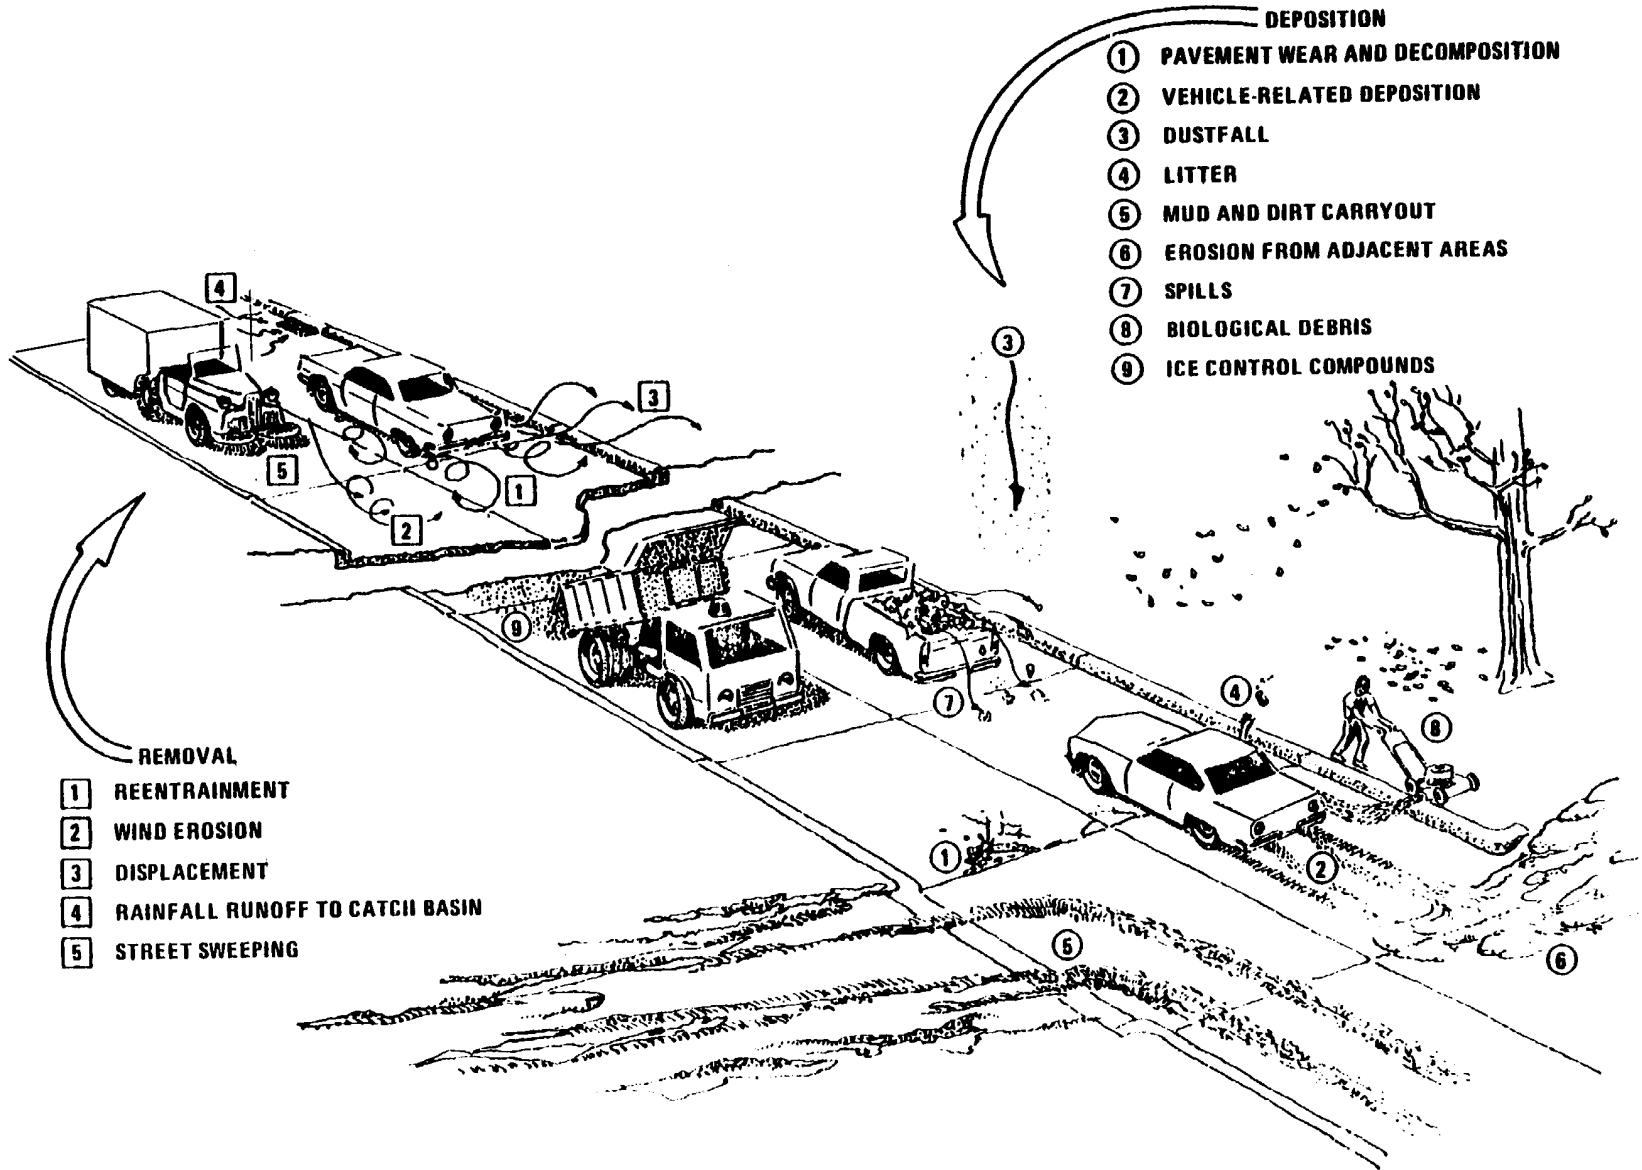 DEPOSITION
1 PAVEMENT WEAR AND DECOMPOSITION
2 VEHICLE-RELATED DEPOSITION
3 DUSTFALL
4 LITTER
5 MUD AND DIRT CARRYOUT
6 EROSION FROM ADJACENT AREAS
7 SPILLS
8 BIOLOGICAL DEBRIS
9 ICE CONTROL COMPOUNDS
4
3
3
5
1
2
9
7
4
8
1
2
5
6
REMOVAL
1 REENTRAINMENT
2 WIND EROSION
3 DISPLACEMENT
4 RAINFALL RUNOFF TO CATCH BASIN
5 STREET SWEEPING